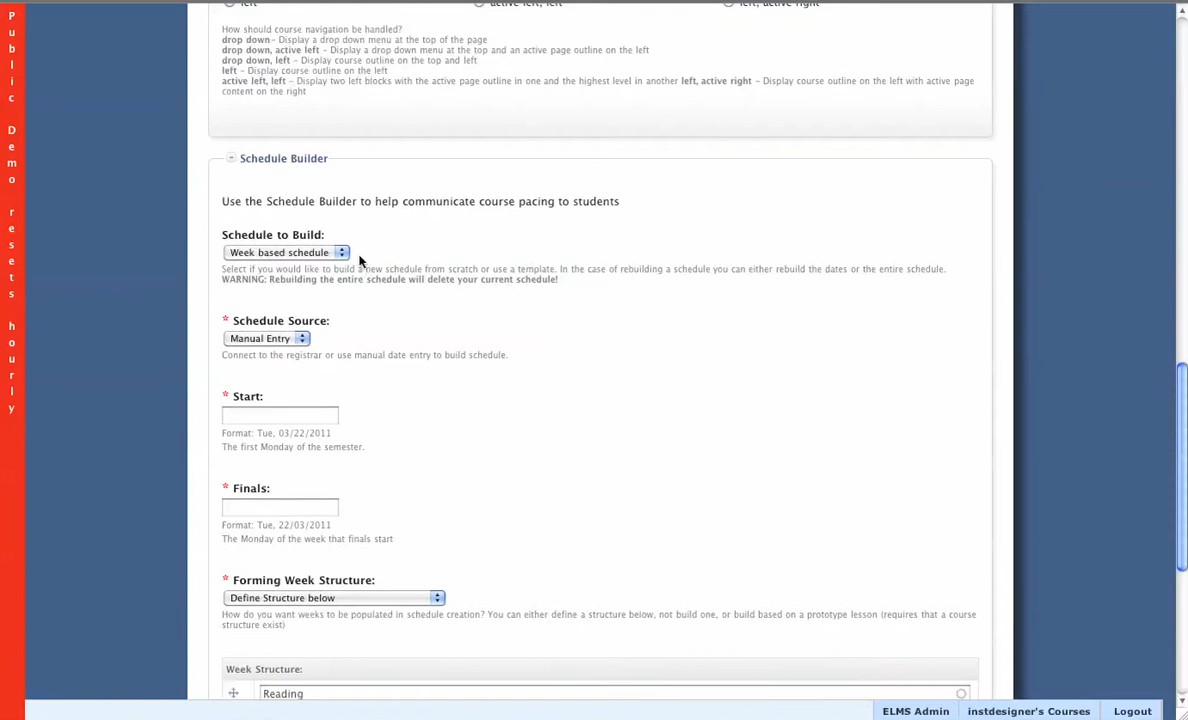 left
active left, left
left, active right
How should course navigation be handled?
drop down - Display a drop down menu at the top of the page
drop down, active left - Display a drop down menu at the top and an active page outline on the left
drop down, left - Display course outline on the top and left
left - Display course outline on the left
active left, left - Display two left blocks with the active page outline in one and the highest level in another left, active right - Display course outline on the left with active page
content on the right
Schedule Builder
Use the Schedule Builder to help communicate course pacing to students
Schedule to Build:
Week based schedule
Select if you would like to build a new schedule from scratch or use a template. In the case of rebuilding a schedule you can either rebuild the dates or the entire schedule.
WARNING: Rebuilding the entire schedule will delete your current schedule!
* Schedule Source:
Manual Entry
Connect to the registrar or use manual date entry to build schedule.
* Start:
Format: Tue, 03/22/2011
The first Monday of the semester.
* Finals:
Format: Tue, 22/03/2011
The Monday of the week that finals start
* Forming Week Structure:
Define Structure below
How do you want weeks to be populated in schedule creation? You can either define a structure below, not build one, or build based on a prototype lesson (requires that a course
structure exist)
Week Structure:
Reading
ELMS Admin
instdesigner's Courses
Logout
Public Demo resets hourly